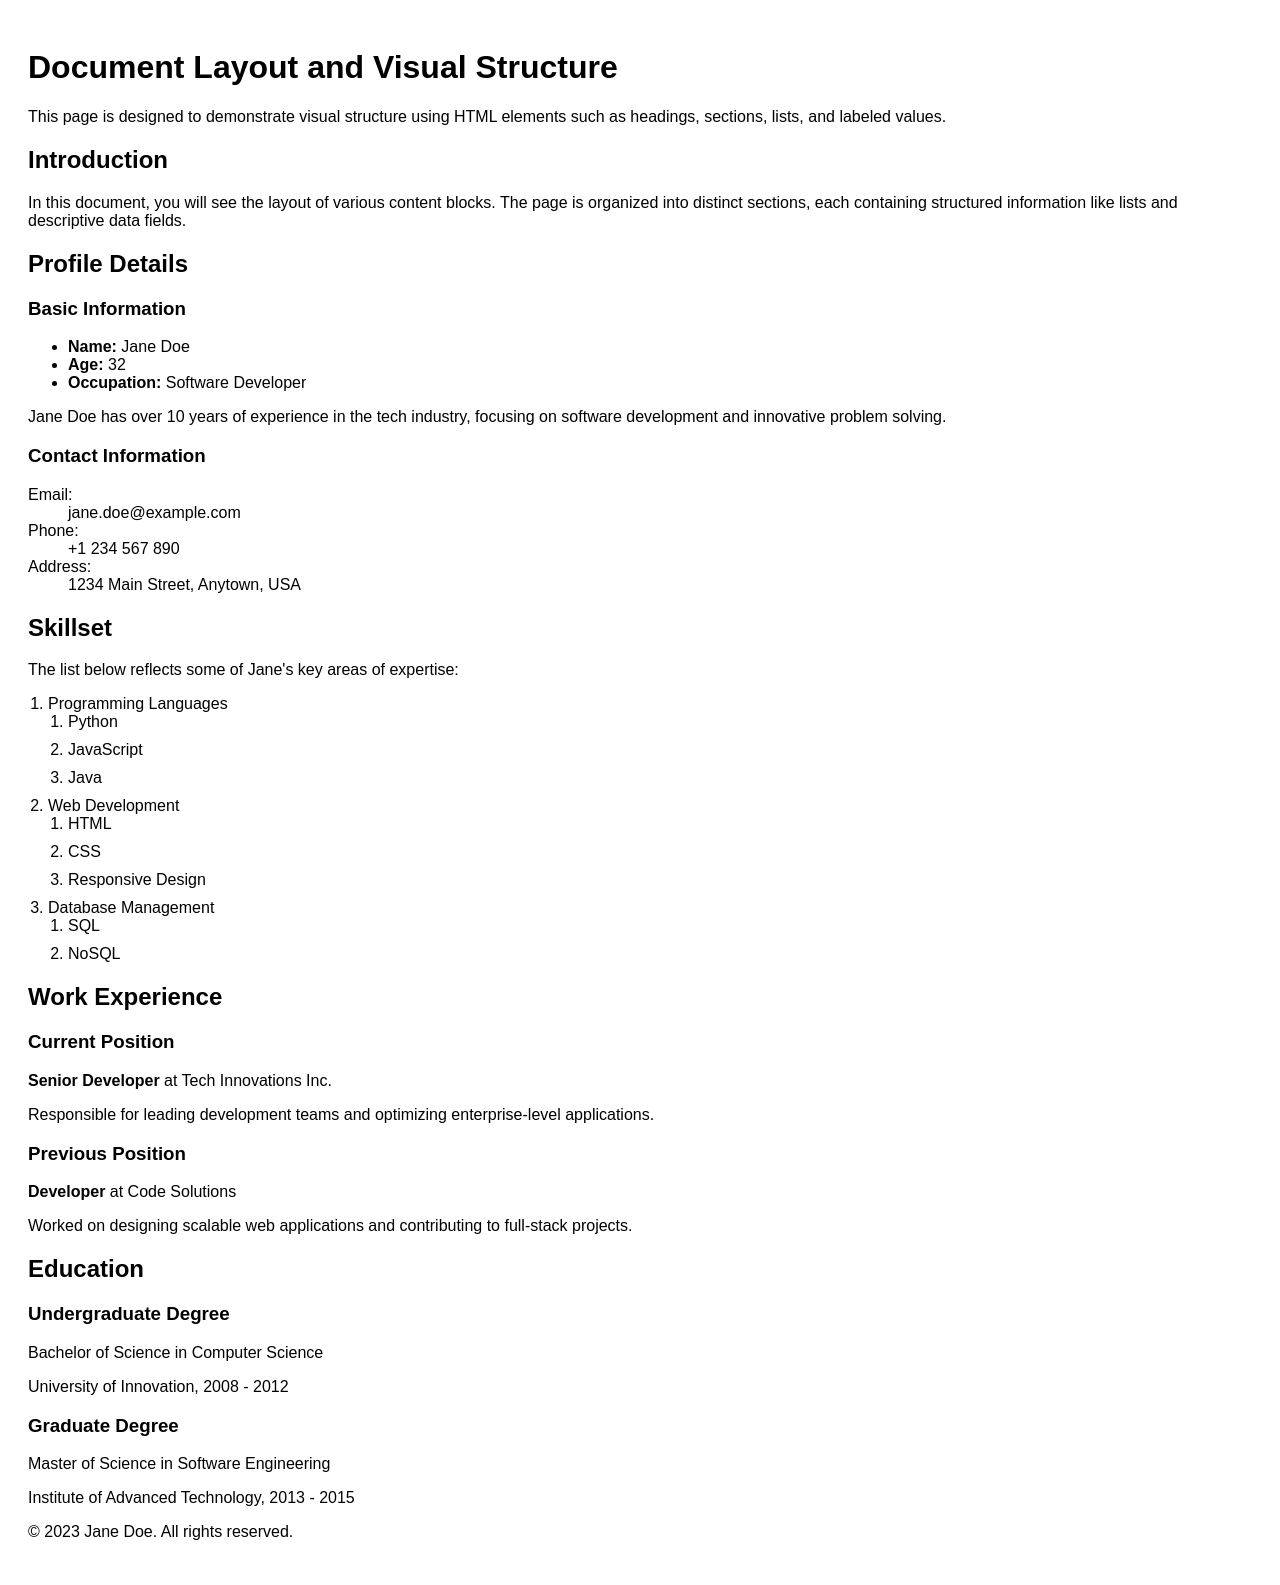 Document Layout and Visual Structure
This page is designed to demonstrate visual structure using HTML elements such as headings, sections, lists, and labeled values.
Introduction
In this document, you will see the layout of various content blocks. The page is organized into distinct sections, each containing structured information like lists and
descriptive data fields.
Profile Details
Basic Information
• Name: Jane Doe
• Age: 32
• Occupation: Software Developer
Jane Doe has over 10 years of experience in the tech industry, focusing on software development and innovative problem solving.
Contact Information
Email:
jane.doe@example.com
Phone:
+1 234 567 890
Address:
1234 Main Street, Anytown, USA
Skillset
The list below reflects some of Jane's key areas of expertise:
1. Programming Languages
1. Python
2. JavaScript
3. Java
2. Web Development
1. HTML
2. CSS
3. Responsive Design
3. Database Management
1. SQL
2. NoSQL
Work Experience
Current Position
Senior Developer at Tech Innovations Inc.
Responsible for leading development teams and optimizing enterprise-level applications.
Previous Position
Developer at Code Solutions
Worked on designing scalable web applications and contributing to full-stack projects.
Education
Undergraduate Degree
Bachelor of Science in Computer Science
University of Innovation, 2008 - 2012
Graduate Degree
Master of Science in Software Engineering
Institute of Advanced Technology, 2013 - 2015
© 2023 Jane Doe. All rights reserved.